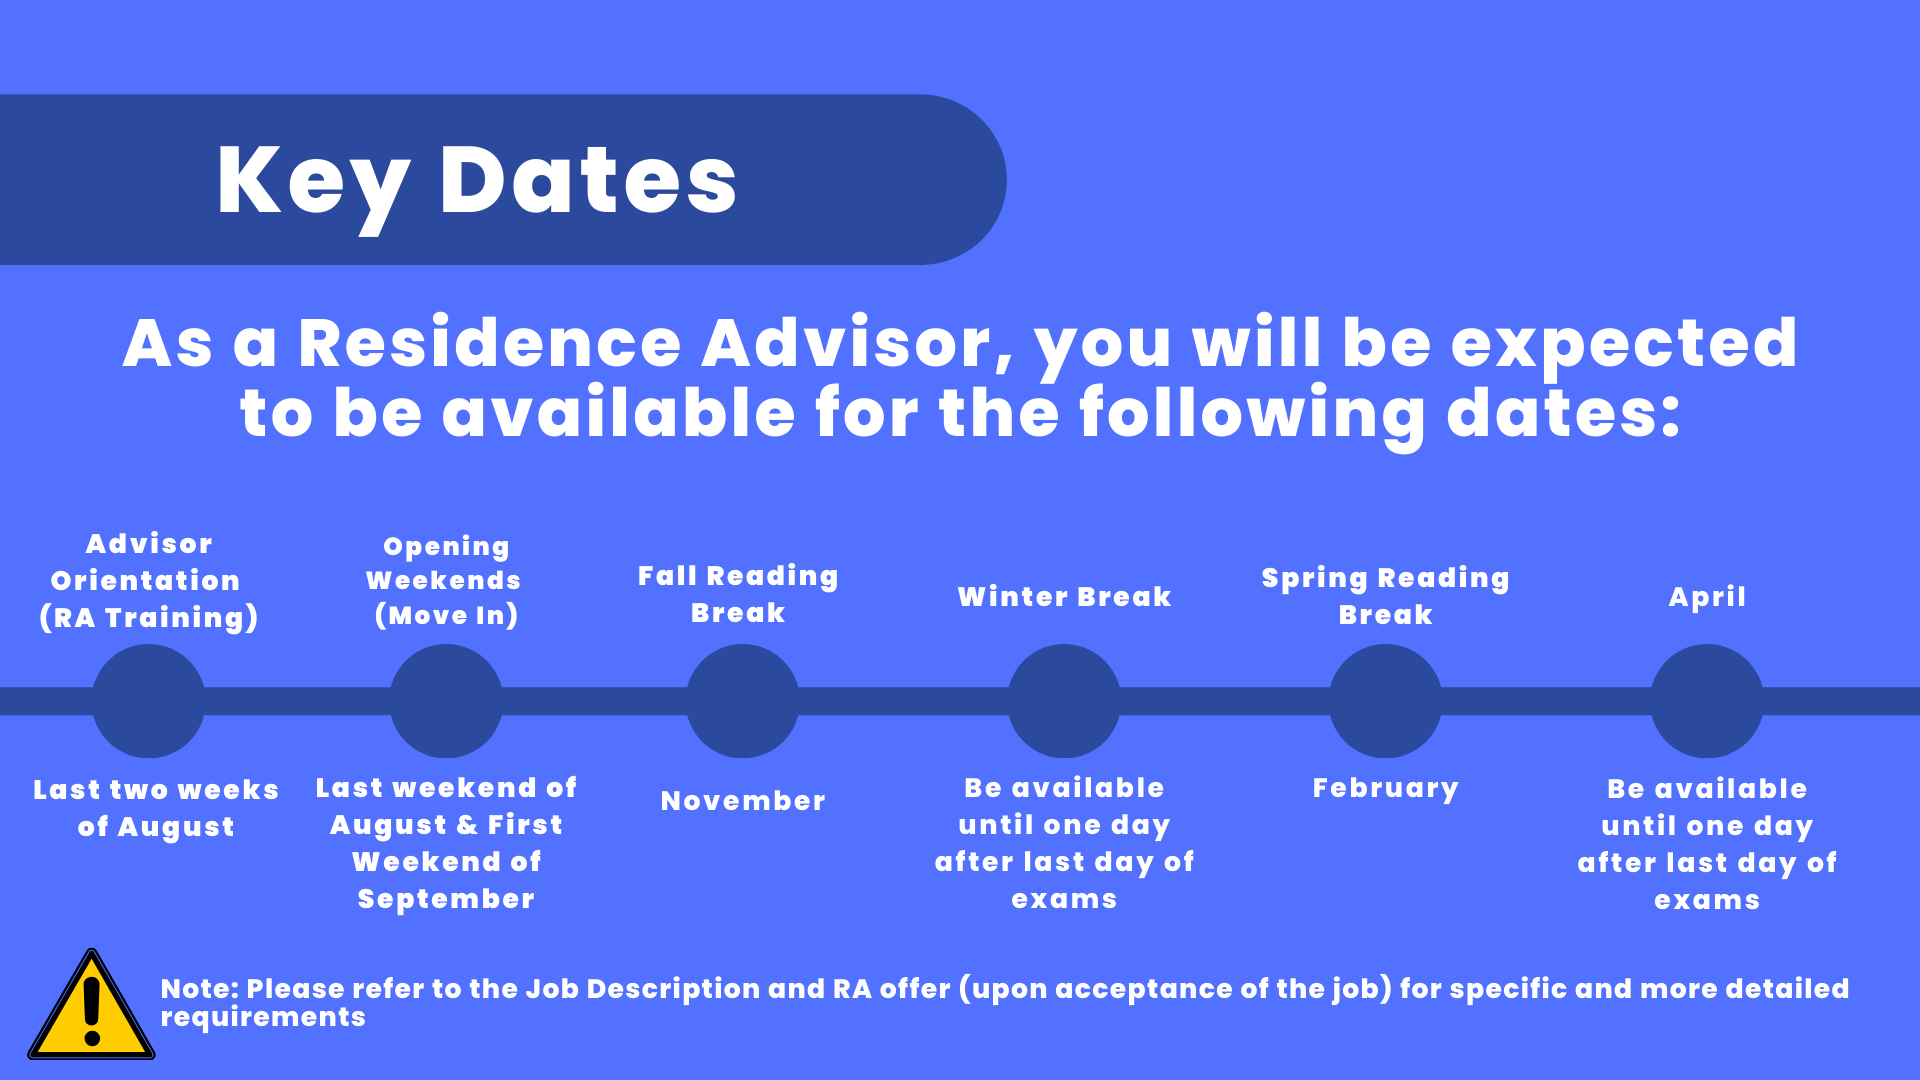 Key Dates
As a Residence Advisor, you will be expected
to be available for the following dates:
Advisor
Orientation
(RA Training)
Last two weeks
of August
Opening
Weekends
(Move In)
Last weekend of
August & First
Weekend of
September
Fall Reading
Break
November
Winter Break
Be available
until one day
after last day of
exams
Spring Reading
Break
February
April
Be available
until one day
after last day of
exams
Note: Please refer to the Job Description and RA offer (upon acceptance of the job) for specific and more detailed
requirements